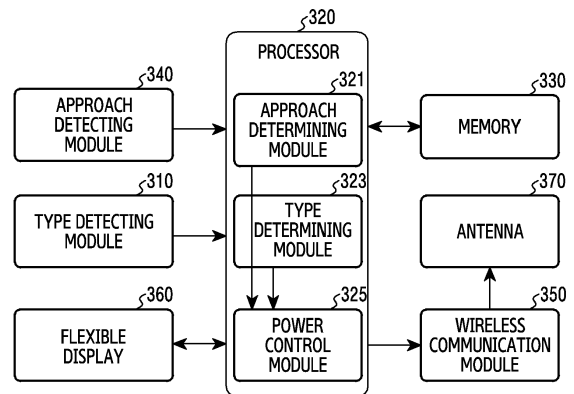 320
PROCESSOR
340
APPROACH
DETECTING
MODULE
321
APPROACH
DETERMINING
MODULE
330
MEMORY
310
TYPE DETECTING
MODULE
323
TYPE
DETERMINING
MODULE
370
ANTENNA
360
FLEXIBLE
DISPLAY
325
POWER
CONTROL
MODULE
350
WIRELESS
COMMUNICATION
MODULE